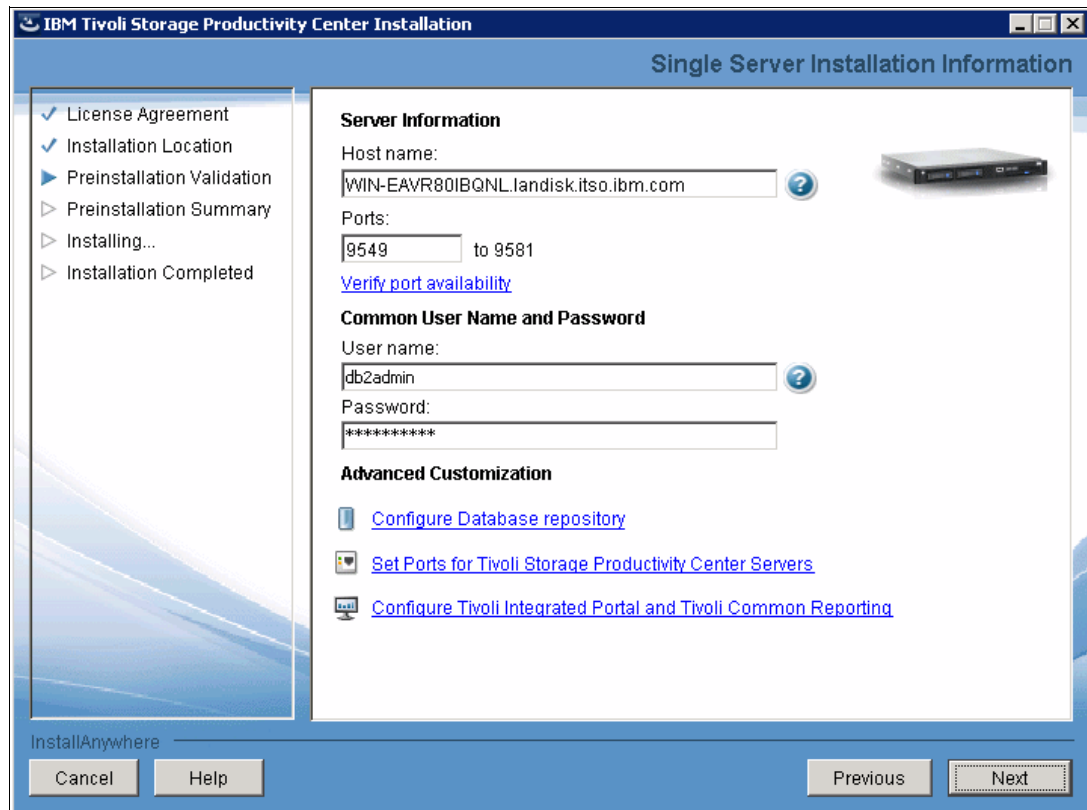 IBM Tivoli Storage Productivity Center Installation
Single Server Installation Information
License Agreement
Installation Location
Preinstallation Validation
Preinstallation Summary
Installing...
Installation Completed
Server Information
Host name:
WIN-EAVR80IBQNL.landisk.itso.ibm.com
Ports:
9549 to 9581
Verify port availability
Common User Name and Password
User name:
db2admin
Password:
**********
Advanced Customization
Configure Database repository
Set Ports for Tivoli Storage Productivity Center Servers
Configure Tivoli Integrated Portal and Tivoli Common Reporting
InstallAnywhere
Cancel Help Previous Next